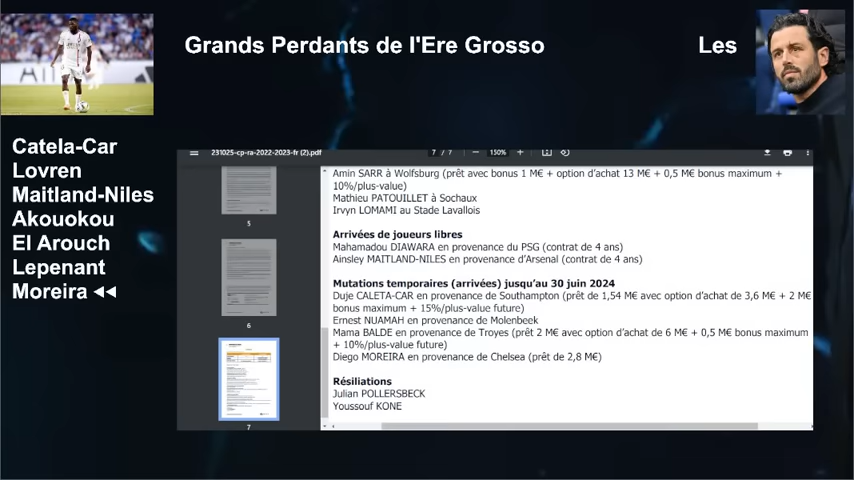 Grands Perdants de l'Ere Grosso
Les
Catela-Car
Lovren
Maitland-Niles
Akouokou
El Arouch
Lepenant
Moreira ◂◂
231025-cp-ra-2022-2023-fr (2).pdf
7 / 7
150%
5
6
7
Amin SARR à Wolfsburg (prêt avec bonus 1 M€ + option d'achat 13 M€ + 0,5 M€ bonus maximum +
10%/plus-value)
Mathieu PATOUILLET à Sochaux
Irvyn LOMAMI au Stade Lavallois
Arrivées de joueurs libres
Mahamadou DIAWARA en provenance du PSG (contrat de 4 ans)
Ainsley MAITLAND-NILES en provenance d'Arsenal (contrat de 4 ans)
Mutations temporaires (arrivées) jusqu'au 30 juin 2024
Duje CALETA-CAR en provenance de Southampton (prêt de 1,54 M€ avec option d'achat de 3,6 M€ + 2 M€
bonus maximum + 15%/plus-value future)
Ernest NUAMAH en provenance de Molenbeek
Mama BALDE en provenance de Troyes (prêt 2 M€ avec option d'achat de 6 M€ + 0,5 M€ bonus maximum
+ 10%/plus-value future)
Diego MOREIRA en provenance de Chelsea (prêt de 2,8 M€)
Résiliations
Julian POLLERSBECK
Youssouf KONE